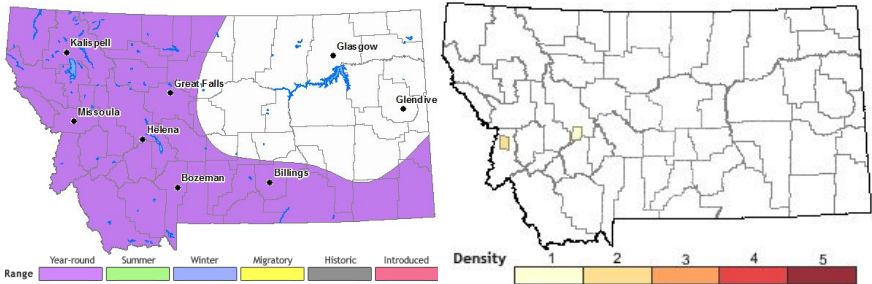 Kalispell
Glasgow
Great Falls
Glendive
Missoula
Helena
Bozeman
Billings
Year-round Summer Winter Migratory Historic Introduced
Range
Density 1 2 3 4 5